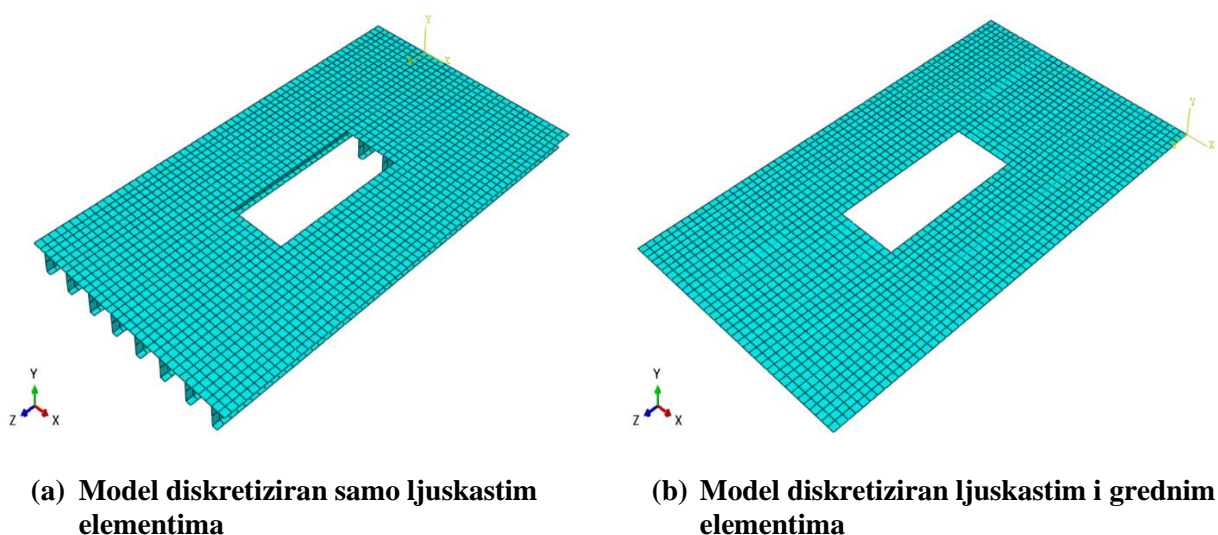 Y
X
Y
X
Y
Z
X
Y
Z
X
(a) Model diskretiziran samo ljuskastim
elementima
(b) Model diskretiziran ljuskastim i grednim
elementima